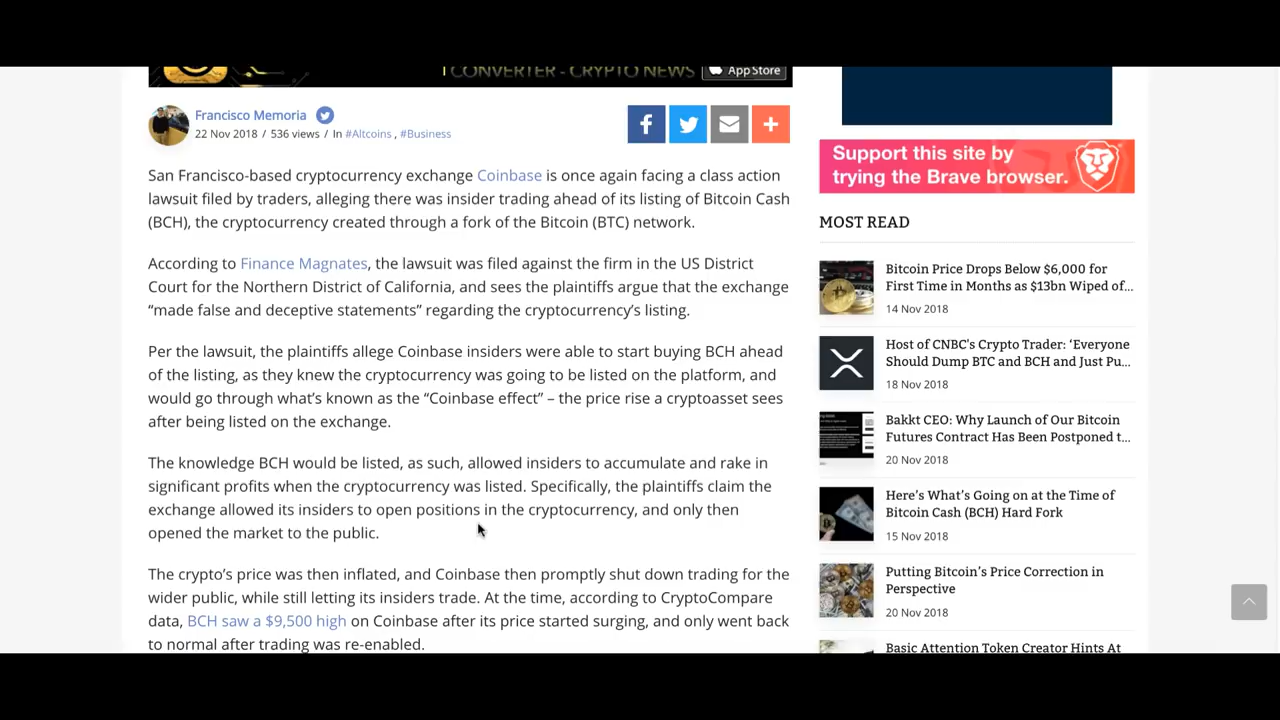 CONVERTER - CRYPTO NEWS
App Store
Francisco Memoria
22 Nov 2018 / 536 views / In #Altcoins , #Business
San Francisco-based cryptocurrency exchange Coinbase is once again facing a class action
lawsuit filed by traders, alleging there was insider trading ahead of its listing of Bitcoin Cash
(BCH), the cryptocurrency created through a fork of the Bitcoin (BTC) network.
According to Finance Magnates, the lawsuit was filed against the firm in the US District
Court for the Northern District of California, and sees the plaintiffs argue that the exchange
“made false and deceptive statements” regarding the cryptocurrency’s listing.
Per the lawsuit, the plaintiffs allege Coinbase insiders were able to start buying BCH ahead
of the listing, as they knew the cryptocurrency was going to be listed on the platform, and
would go through what’s known as the “Coinbase effect” – the price rise a cryptoasset sees
after being listed on the exchange.
The knowledge BCH would be listed, as such, allowed insiders to accumulate and rake in
significant profits when the cryptocurrency was listed. Specifically, the plaintiffs claim the
exchange allowed its insiders to open positions in the cryptocurrency, and only then
opened the market to the public.
The crypto’s price was then inflated, and Coinbase then promptly shut down trading for the
wider public, while still letting its insiders trade. At the time, according to CryptoCompare
data, BCH saw a $9,500 high on Coinbase after its price started surging, and only went back
to normal after trading was re-enabled.
Support this site by
trying the Brave browser.
MOST READ
Bitcoin Price Drops Below $6,000 for
First Time in Months as $13bn Wiped of...
14 Nov 2018
Host of CNBC's Crypto Trader: ‘Everyone
Should Dump BTC and BCH and Just Pu...
18 Nov 2018
Bakkt CEO: Why Launch of Our Bitcoin
Futures Contract Has Been Postponed t...
20 Nov 2018
Here’s What’s Going on at the Time of
Bitcoin Cash (BCH) Hard Fork
15 Nov 2018
Putting Bitcoin’s Price Correction in
Perspective
20 Nov 2018
Basic Attention Token Creator Hints At